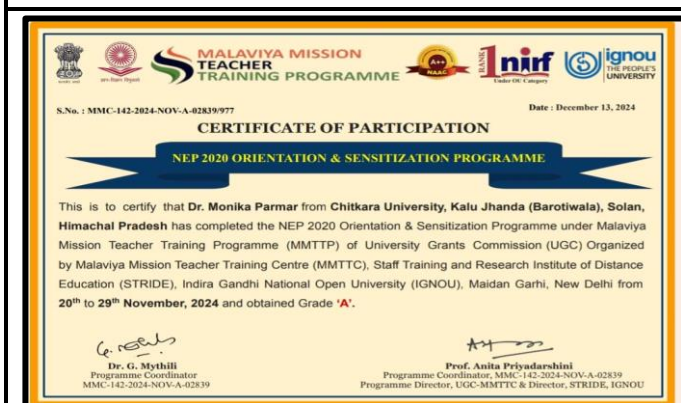 MALAVIYA MISSION
TEACHER
TRAINING PROGRAMME
A++
NAAC
RANK
1 nirf
Under OU Category
ignou
THE PEOPLE'S
UNIVERSITY
S.No. : MMC-142-2024-NOV-A-02839/977
Date : December 13, 2024
CERTIFICATE OF PARTICIPATION
NEP 2020 ORIENTATION & SENSITIZATION PROGRAMME
This is to certify that Dr. Monika Parmar from Chitkara University, Kalu Jhanda (Barotiwala), Solan,
Himachal Pradesh has completed the NEP 2020 Orientation & Sensitization Programme under Malaviya
Mission Teacher Training Programme (MMTTP) of University Grants Commission (UGC) Organized
by Malaviya Mission Teacher Training Centre (MMTTC), Staff Training and Research Institute of Distance
Education (STRIDE), Indira Gandhi National Open University (IGNOU), Maidan Garhi, New Delhi from
20th to 29th November, 2024 and obtained Grade 'A'.
Dr. G. Mythili
Programme Coordinator
MMC-142-2024-NOV-A-02839
Prof. Anita Priyadarshini
Programme Coordinator, MMC-142-2024-NOV-A-02839
Programme Director, UGC-MMTTC & Director, STRIDE, IGNOU